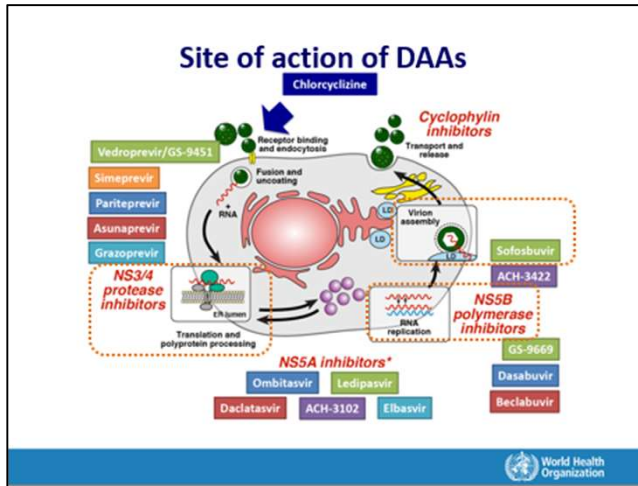 Site of action of DAAs
Chlorcyclizine
Cyclophylin
inhibitors
Receptor binding
and endocytosis
Transport and
release
Vedroprevir/GS-9451
Fusion and
uncoating
Simeprevir
+
RNA
Pariteprevir
LD
Virion
assembly
Asunaprevir
LD
Grazoprevir
LD
Sofosbuvir
ACH-3422
NS3/4
protease
inhibitors
ER lumen
Translation and
polyprotein processing
RNA
replication
NS5B
polymerase
inhibitors
NS5A inhibitors*
GS-9669
Ombitasvir
Ledipasvir
Dasabuvir
Daclatasvir
ACH-3102
Elbasvir
Beclabuvir
World Health
Organization